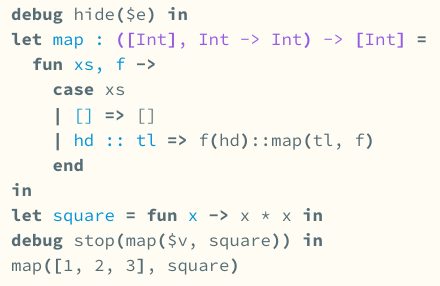 debug hide($e) in
let map : ([Int], Int -> Int) -> [Int] =
  fun xs, f ->
    case xs
    | [] => []
    | hd :: tl => f(hd)::map(tl, f)
    end
in
let square = fun x -> x * x in
debug stop(map($v, square)) in
map([1, 2, 3], square)